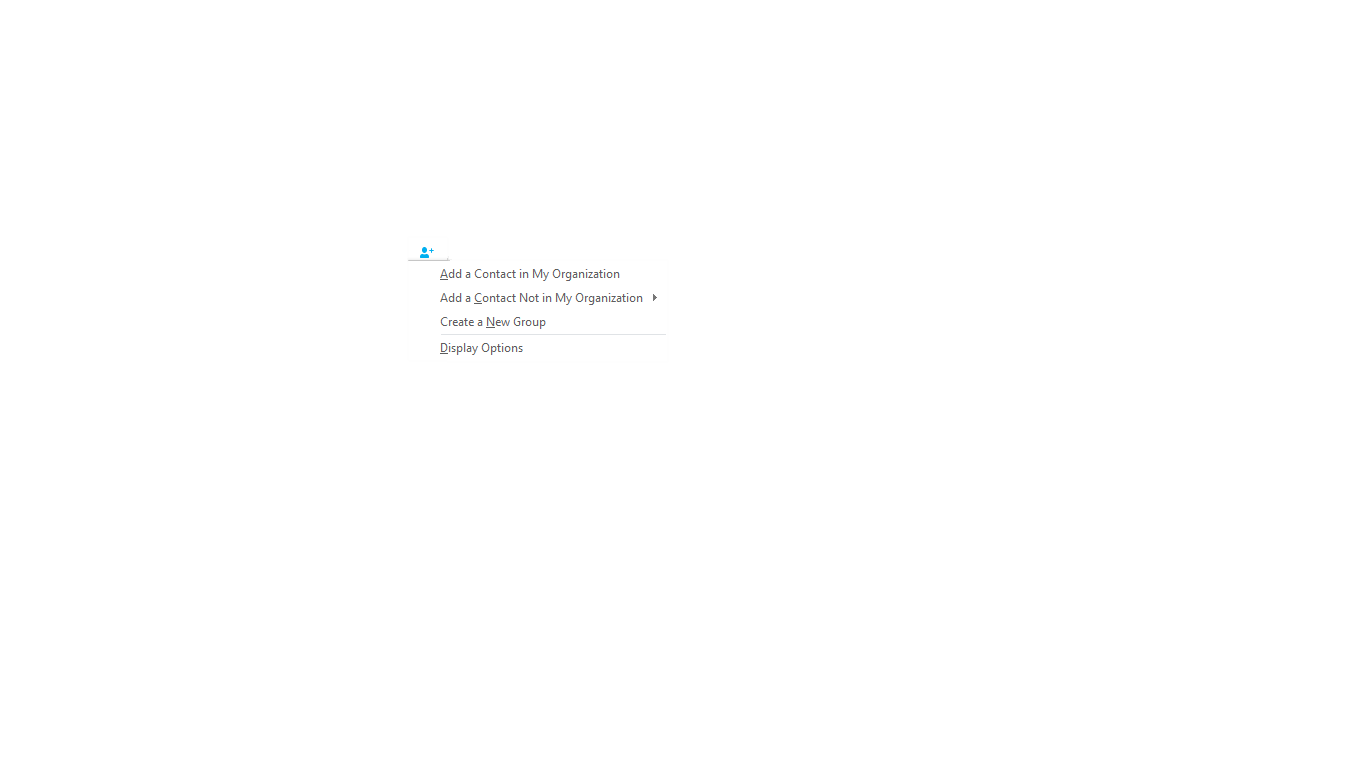 Add a Contact in My Organization
Add a Contact Not in My Organization
Create a New Group
Display Options